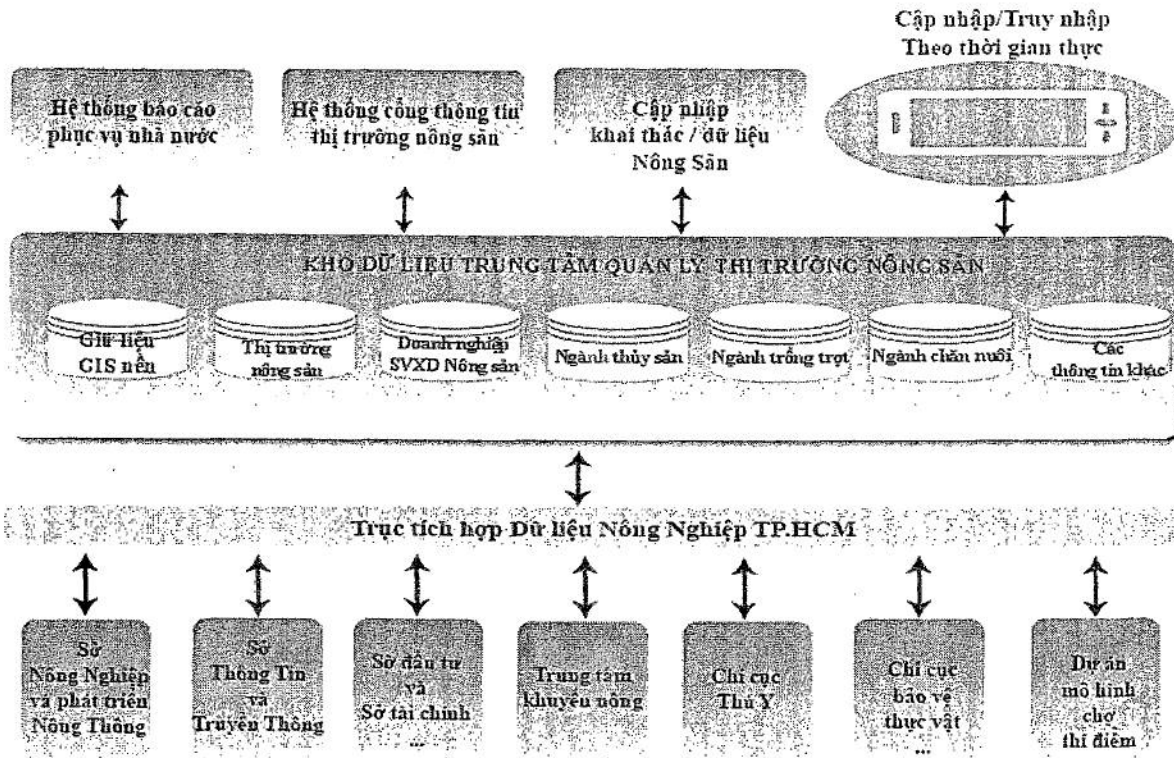 Cập nhập/Truy nhập
Theo thời gian thực
Hệ thống báo cáo
phục vụ nhà nước
Hệ thống cổng thông tin
thị trường nông sản
Cập nhập
khai thác / dữ liệu
Nông Sản
KHO DỮ LIỆU TRUNG TÂM QUẢN LÝ THỊ TRƯỜNG NÔNG SẢN
Giữ liệu
GIS nền
Thị trường
nông sản
Doanh nghiệp
SVXD Nông sản
Ngành thủy sản
Ngành trồng trọt
Ngành chăn nuôi
Các
thông tin khác
Trục tích hợp Dữ liệu Nông Nghiệp TP.HCM
Sở
Nông Nghiệp
và phát triển
Nông Thông
Sở
Thông Tin
và
Truyền Thông
Sở đầu tư
và
Sở tài chính
...
Trung tâm
khuyến nông
Chi cục
Thú Y
Chi cục
bảo vệ
thực vật
...
Dự án
mô hình
chợ
thí điểm